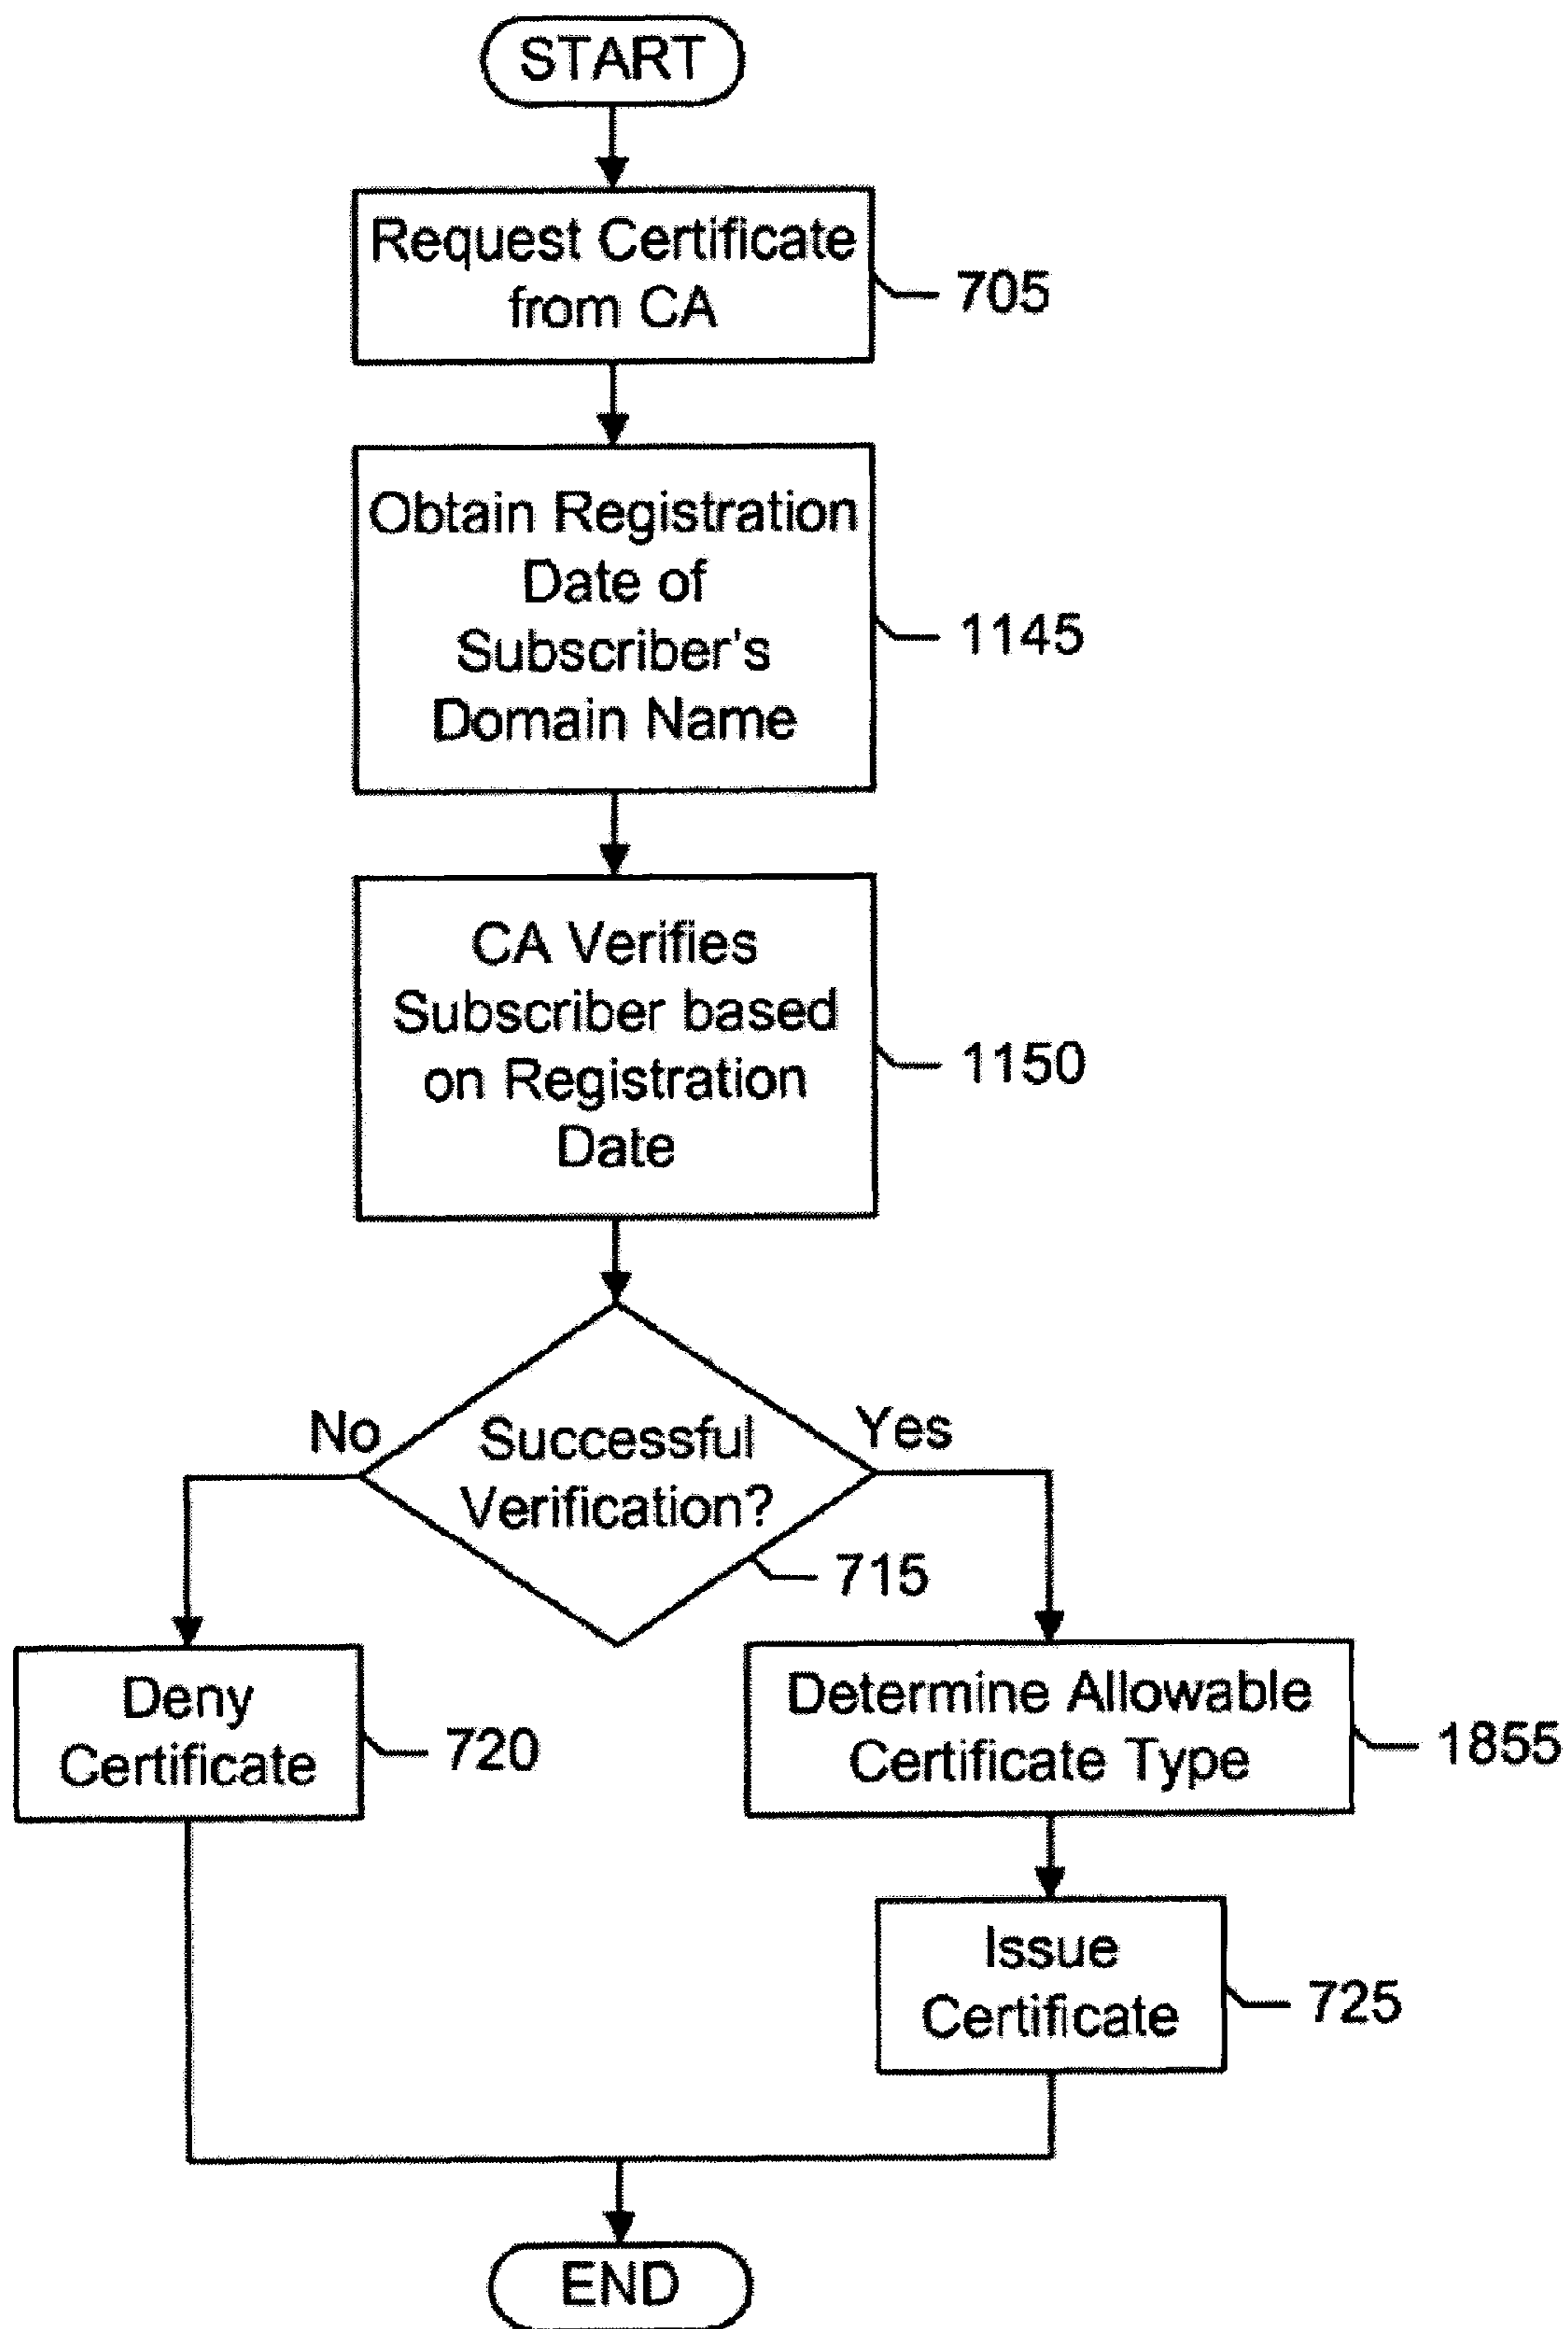 START
Request Certificate
from CA
705
Obtain Registration
Date of
Subscriber's
Domain Name
1145
CA Verifies
Subscriber based
on Registration
Date
1150
No
Successful
Verification?
Yes
715
Deny
Certificate
720
Determine Allowable
Certificate Type
1855
Issue
Certificate
725
END